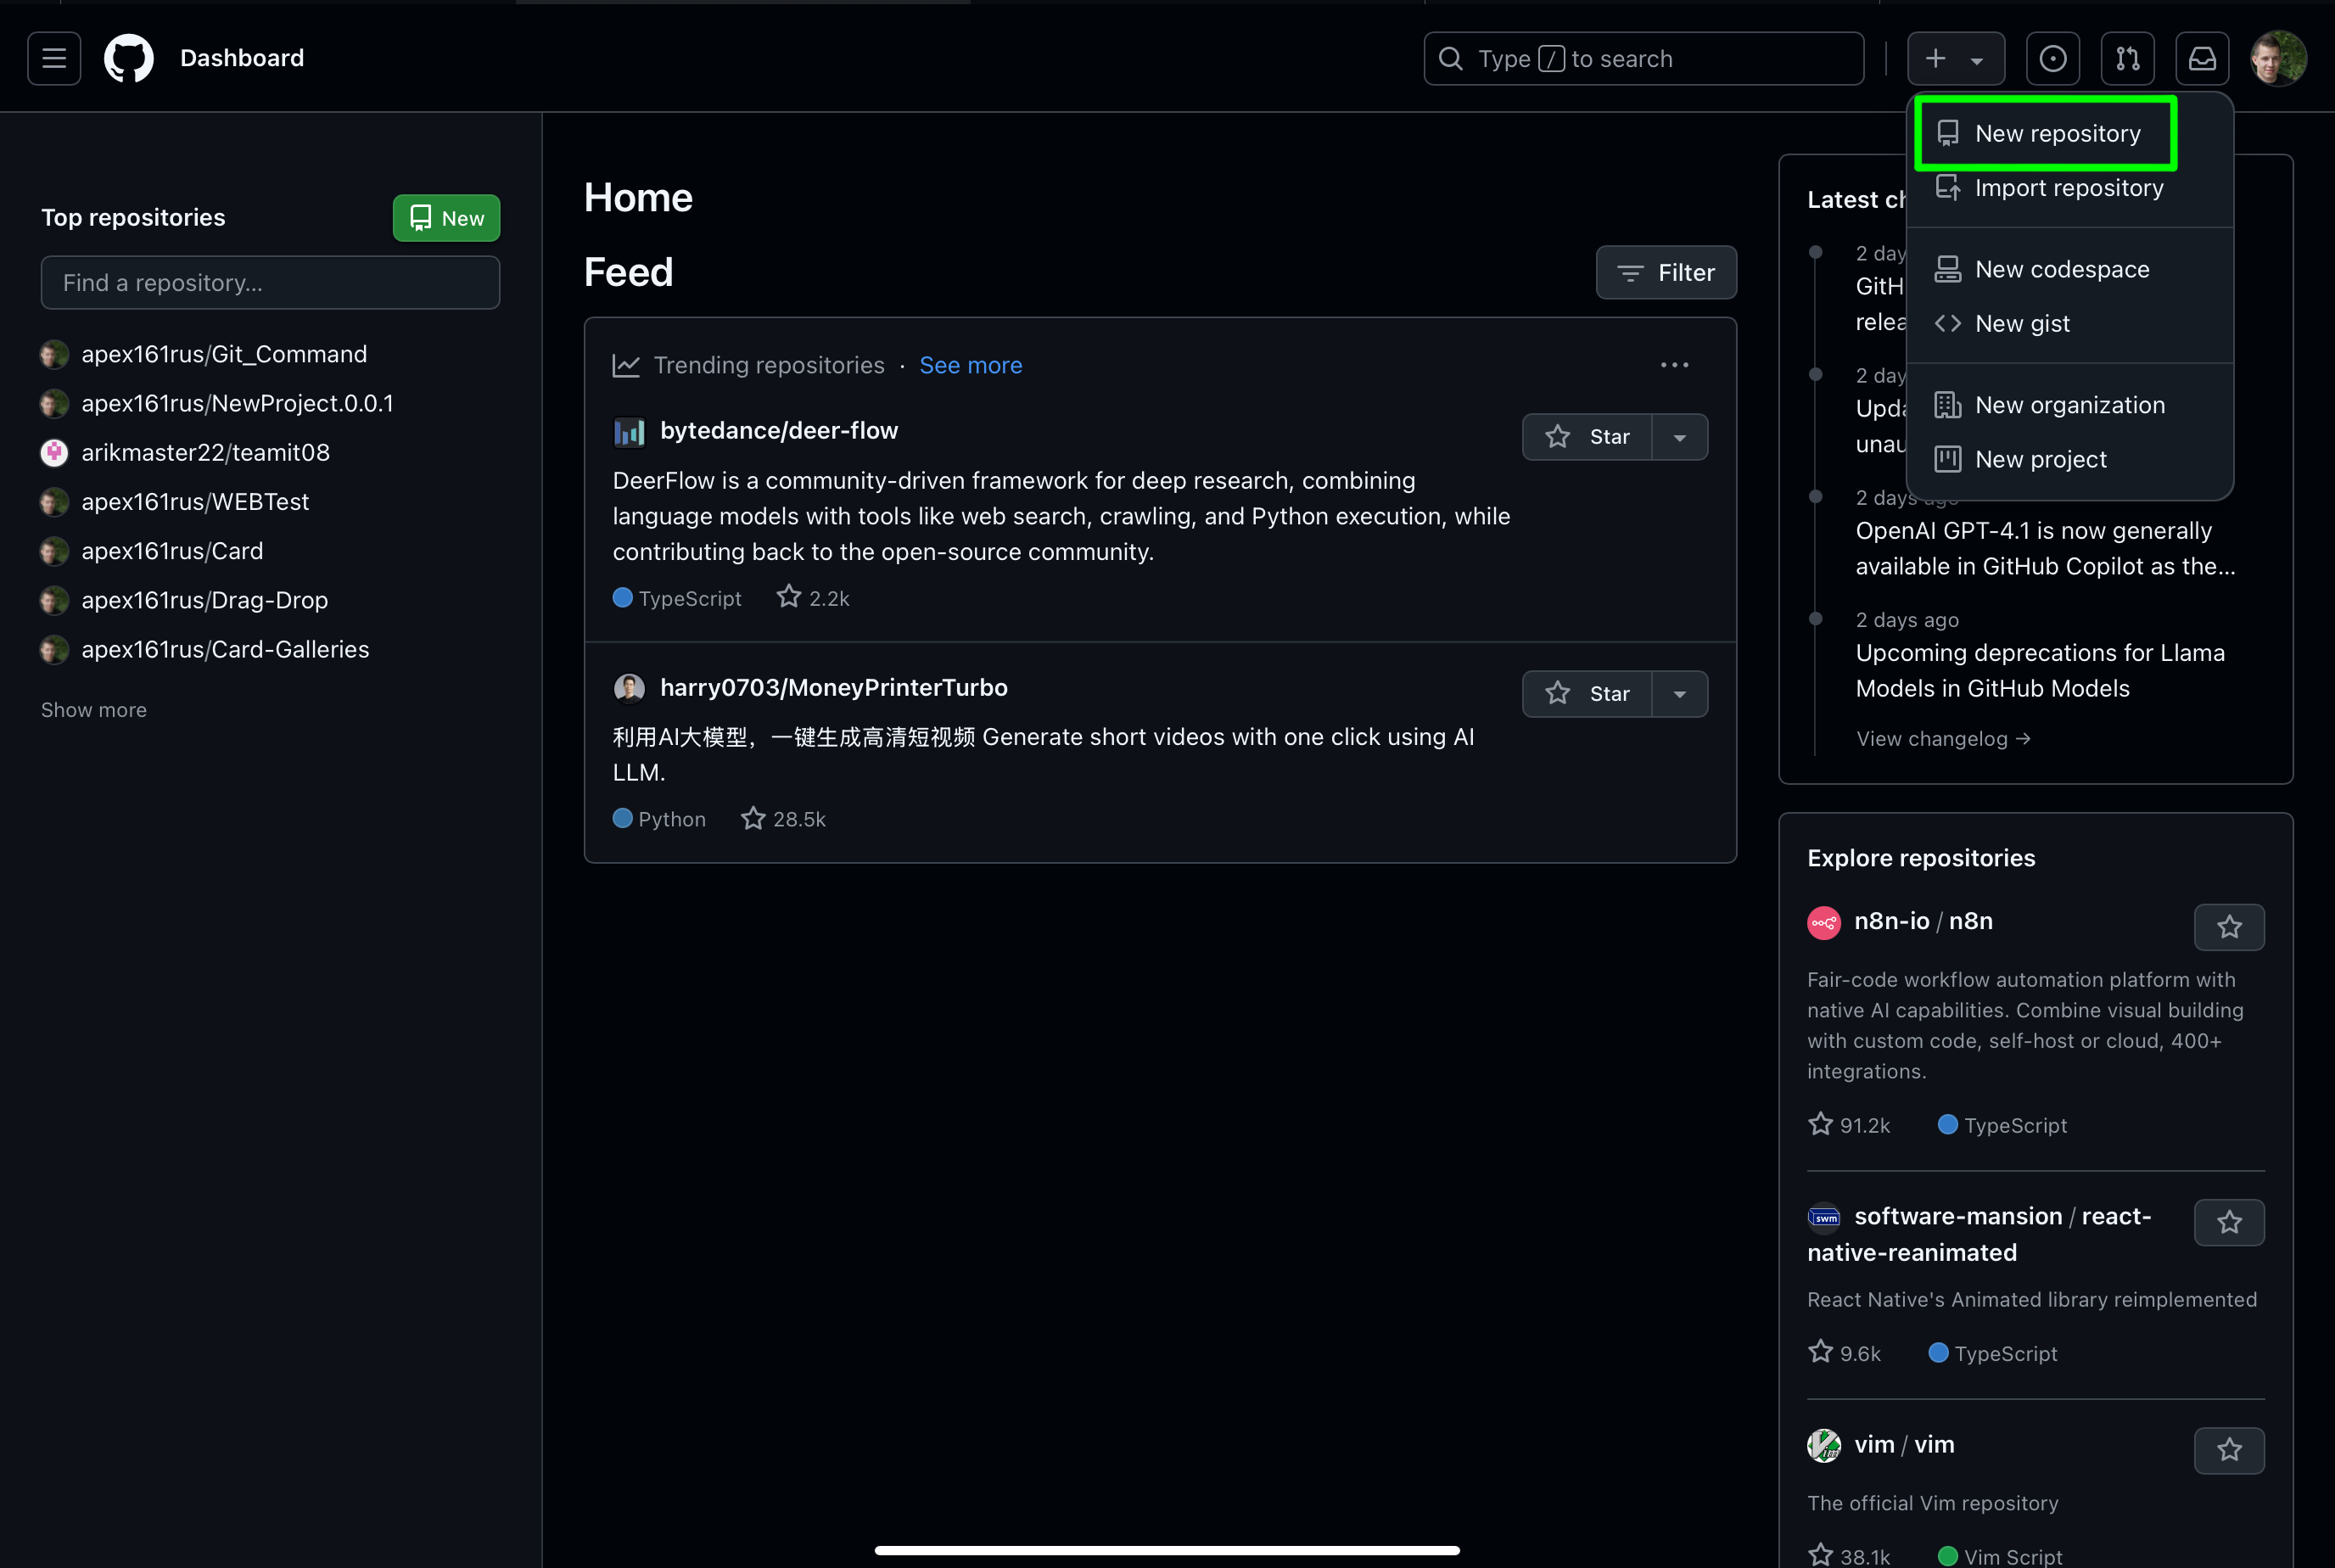 Dashboard
Type / to search
New repository
Import repository
New codespace
New gist
New organization
New project
Top repositories
New
Find a repository...
apex161rus/Git_Command
apex161rus/NewProject.0.0.1
arikmaster22/teamit08
apex161rus/WEBTest
apex161rus/Card
apex161rus/Drag-Drop
apex161rus/Card-Galleries
Show more
Home
Feed
Filter
Trending repositories · See more
bytedance/deer-flow
Star
DeerFlow is a community-driven framework for deep research, combining
language models with tools like web search, crawling, and Python execution, while
contributing back to the open-source community.
TypeScript 2.2k
harry0703/MoneyPrinterTurbo
Star
利用AI大模型，一键生成高清短视频 Generate short videos with one click using AI
LLM.
Python 28.5k
Latest
2
GitH
2
2 days ago
OpenAI GPT-4.1 is now generally
available in GitHub Copilot as the...
2 days ago
Upcoming deprecations for Llama
Models in GitHub Models
View changelog →
Explore repositories
n8n-io / n8n
Fair-code workflow automation platform with
native AI capabilities. Combine visual building
with custom code, self-host or cloud, 400+
integrations.
91.2k TypeScript
swm software-mansion / react-
native-reanimated
React Native's Animated library reimplemented
9.6k TypeScript
vim / vim
The official Vim repository
38.1k Vim Script